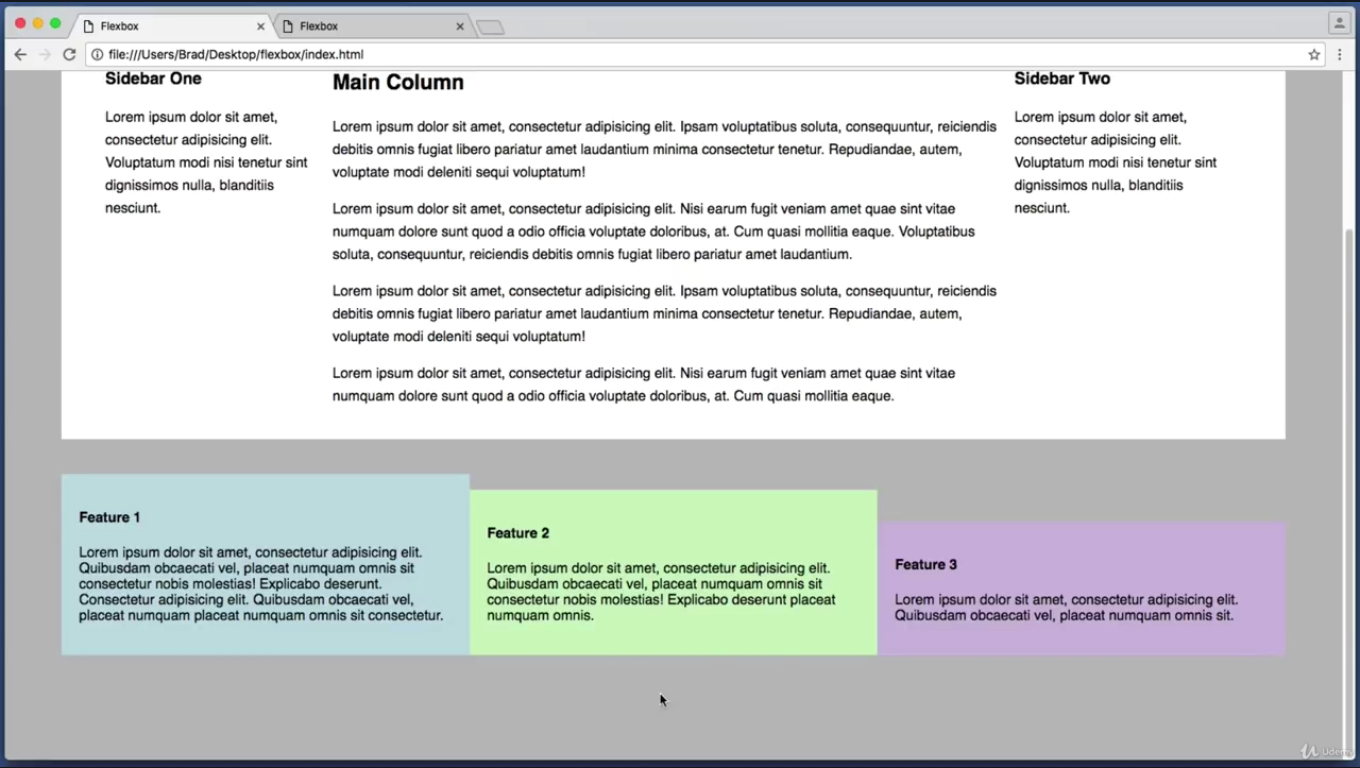 Flexbox
Flexbox
file:///Users/Brad/Desktop/flexbox/index.html
Sidebar One
Lorem ipsum dolor sit amet,
consectetur adipisicing elit.
Voluptatum modi nisi tenetur sint
dignissimos nulla, blanditiis
nesciunt.
Main Column
Lorem ipsum dolor sit amet, consectetur adipisicing elit. Ipsam voluptatibus soluta, consequuntur, reiciendis
debitis omnis fugiat libero pariatur amet laudantium minima consectetur tenetur. Repudiandae, autem,
voluptate modi deleniti sequi voluptatum!
Lorem ipsum dolor sit amet, consectetur adipisicing elit. Nisi earum fugit veniam amet quae sint vitae
numquam dolore sunt quod a odio officia voluptate doloribus, at. Cum quasi mollitia eaque. Voluptatibus
soluta, consequuntur, reiciendis debitis omnis fugiat libero pariatur amet laudantium.
Lorem ipsum dolor sit amet, consectetur adipisicing elit. Ipsam voluptatibus soluta, consequuntur, reiciendis
debitis omnis fugiat libero pariatur amet laudantium minima consectetur tenetur. Repudiandae, autem,
voluptate modi deleniti sequi voluptatum!
Lorem ipsum dolor sit amet, consectetur adipisicing elit. Nisi earum fugit veniam amet quae sint vitae
numquam dolore sunt quod a odio officia voluptate doloribus, at. Cum quasi mollitia eaque.
Sidebar Two
Lorem ipsum dolor sit amet,
consectetur adipisicing elit.
Voluptatum modi nisi tenetur sint
dignissimos nulla, blanditiis
nesciunt.
Feature 1
Lorem ipsum dolor sit amet, consectetur adipisicing elit.
Quibusdam obcaecati vel, placeat numquam omnis sit
consectetur nobis molestias! Explicabo deserunt.
Consectetur adipisicing elit. Quibusdam obcaecati vel,
placeat numquam placeat numquam omnis sit consectetur.
Feature 2
Lorem ipsum dolor sit amet, consectetur adipisicing elit.
Quibusdam obcaecati vel, placeat numquam omnis sit
consectetur nobis molestias! Explicabo deserunt placeat
numquam omnis.
Feature 3
Lorem ipsum dolor sit amet, consectetur adipisicing elit.
Quibusdam obcaecati vel, placeat numquam omnis sit.